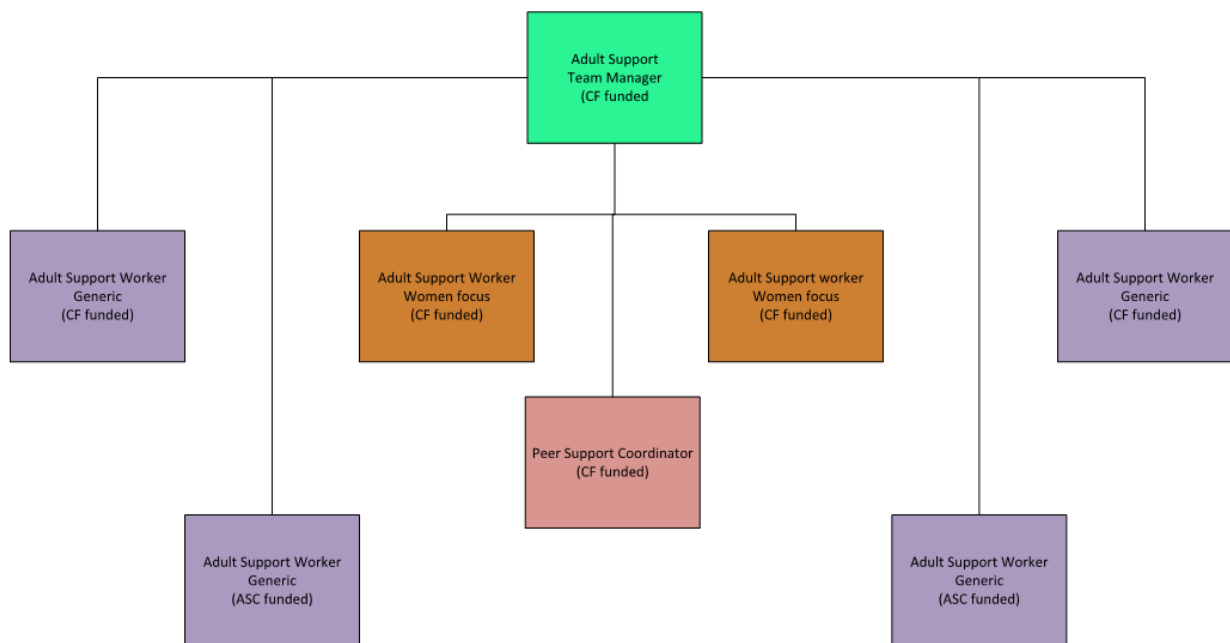 Adult Support
Team Manager
(CF funded
Adult Support Worker
Generic
(CF funded)
Adult Support Worker
Women focus
(CF funded)
Adult Support worker
Women focus
(CF funded)
Adult Support Worker
Generic
(CF funded)
Peer Support Coordinator
(CF funded)
Adult Support Worker
Generic
(ASC funded)
Adult Support Worker
Generic
(ASC funded)